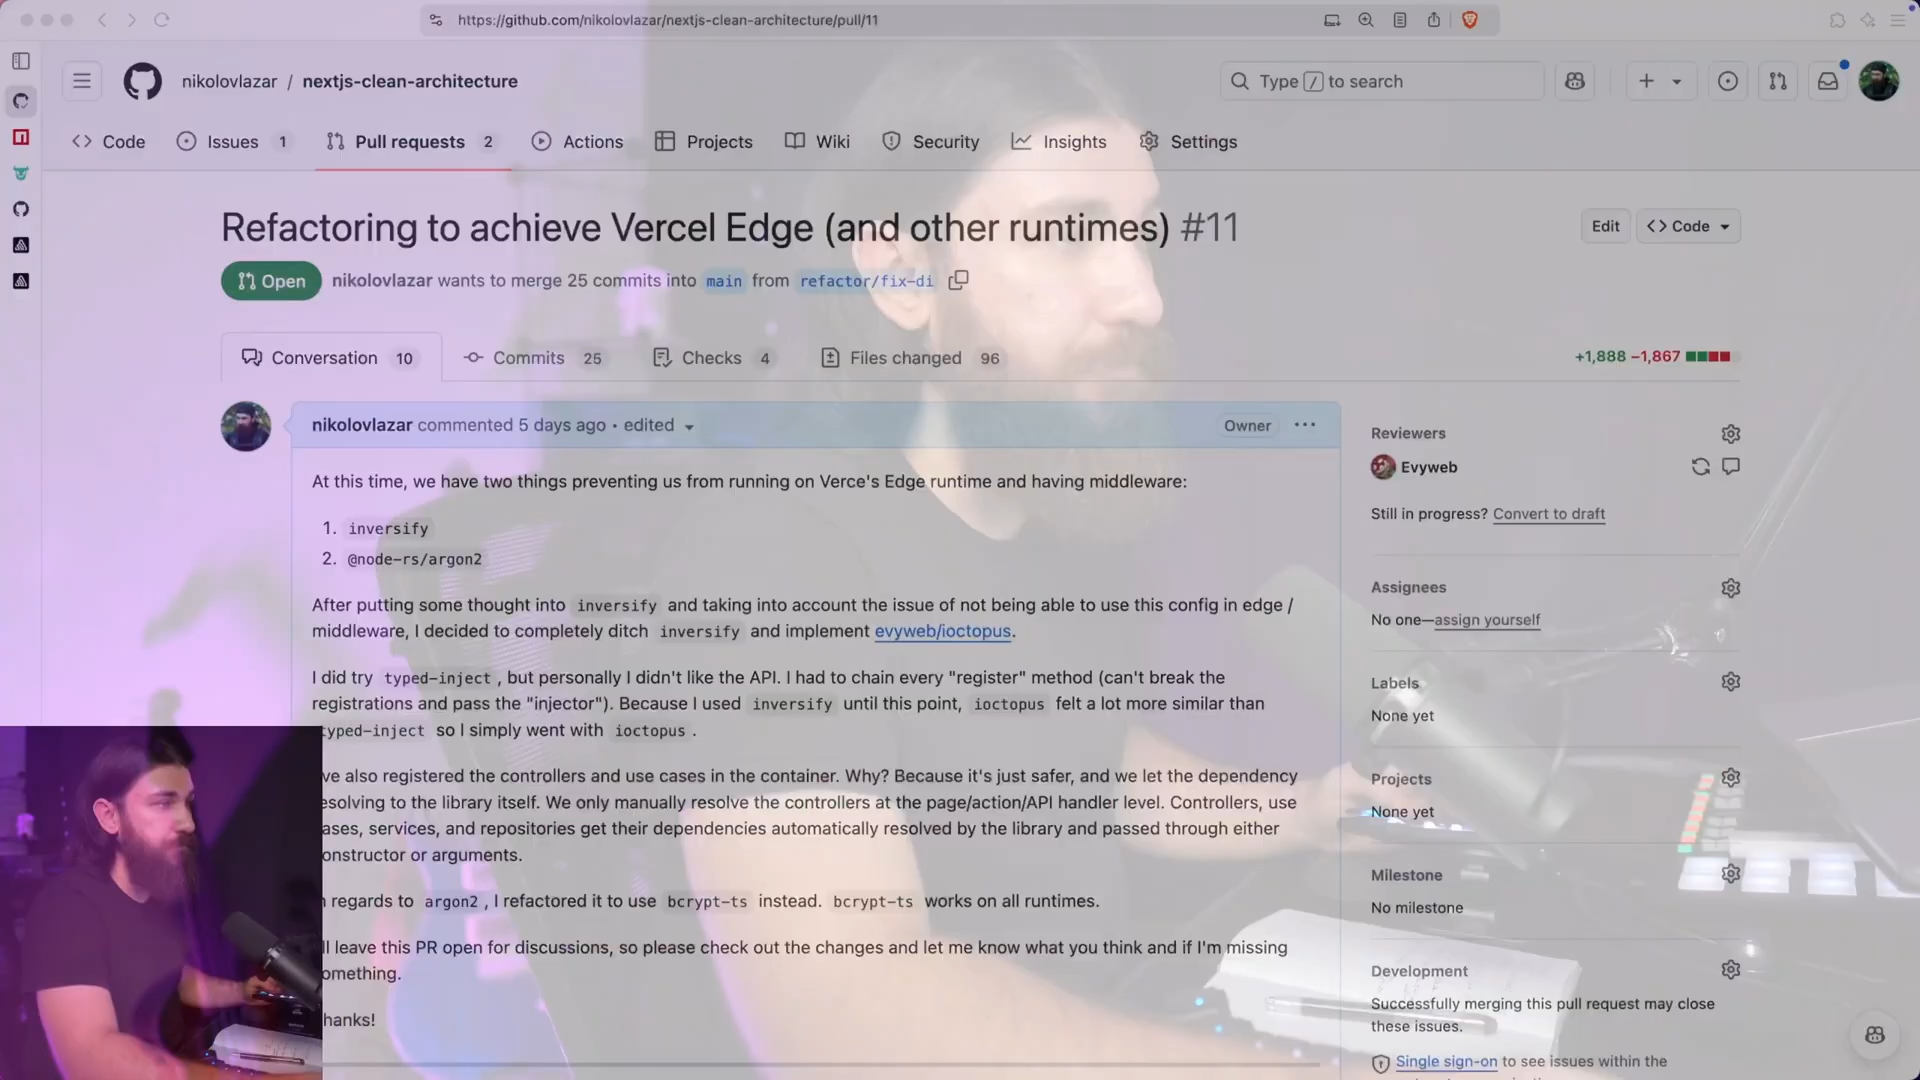 https://github.com/nikolovlazar/nextjs-clean-architecture/pull/11
nikolovlazar / nextjs-clean-architecture
Type / to search
Code
Issues 1
Pull requests 2
Actions
Projects
Wiki
Security
Insights
Settings
Refactoring to achieve Vercel Edge (and other runtimes) #11
Edit
<> Code
Open
nikolovlazar wants to merge 25 commits into main from refactor/fix-di
Conversation 10
Commits 25
Checks 4
Files changed 96
+1,888 −1,867
nikolovlazar commented 5 days ago • edited
Owner
At this time, we have two things preventing us from running on Verce's Edge runtime and having middleware:
1. inversify
2. @node-rs/argon2
After putting some thought into inversify and taking into account the issue of not being able to use this config in edge /
middleware, I decided to completely ditch inversify and implement evyweb/ioctopus.
I did try typed-inject , but personally I didn't like the API. I had to chain every "register" method (can't break the
registrations and pass the "injector"). Because I used inversify until this point, ioctopus felt a lot more similar than
typed-inject so I simply went with ioctopus .
've also registered the controllers and use cases in the container. Why? Because it's just safer, and we let the dependency
esolving to the library itself. We only manually resolve the controllers at the page/action/API handler level. Controllers, use
ases, services, and repositories get their dependencies automatically resolved by the library and passed through either
onstructor or arguments.
n regards to argon2 , I refactored it to use bcrypt-ts instead. bcrypt-ts works on all runtimes.
'll leave this PR open for discussions, so please check out the changes and let me know what you think and if I'm missing
omething.
hanks!
Reviewers
Evyweb
Still in progress? Convert to draft
Assignees
No one—assign yourself
Labels
None yet
Projects
None yet
Milestone
No milestone
Development
Successfully merging this pull request may close
these issues.
Single sign-on to see issues within the